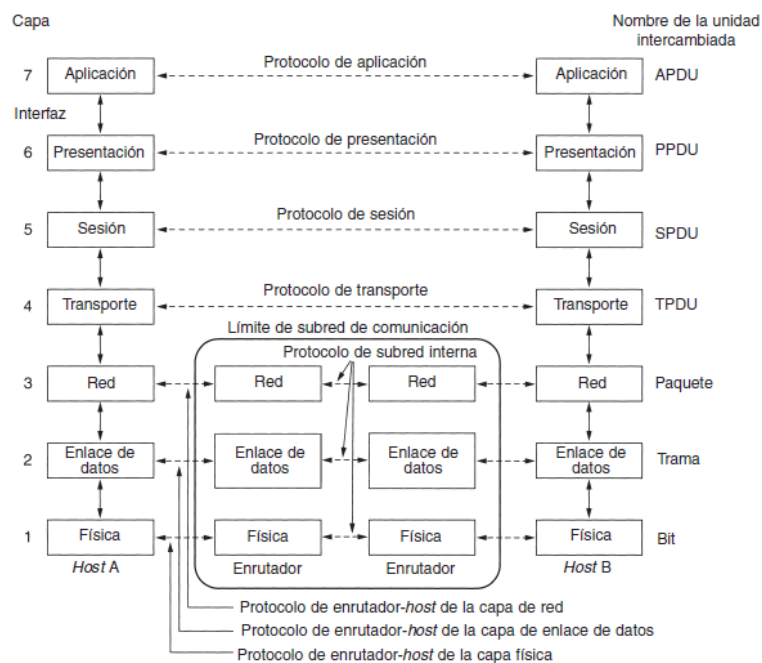 Capa
Nombre de la unidad
intercambiada
7
Aplicación
Protocolo de aplicación
Aplicación
APDU
Interfaz
6
Presentación
Protocolo de presentación
Presentación
PPDU
5
Sesión
Protocolo de sesión
Sesión
SPDU
4
Transporte
Protocolo de transporte
Transporte
TPDU
Límite de subred de comunicación
Protocolo de subred interna
3
Red
Red
Red
Red
Paquete
2
Enlace de
datos
Enlace de
datos
Enlace de
datos
Enlace de
datos
Trama
1
Física
Física
Física
Física
Bit
Host A
Enrutador
Enrutador
Host B
Protocolo de enrutador-host de la capa de red
Protocolo de enrutador-host de la capa de enlace de datos
Protocolo de enrutador-host de la capa física